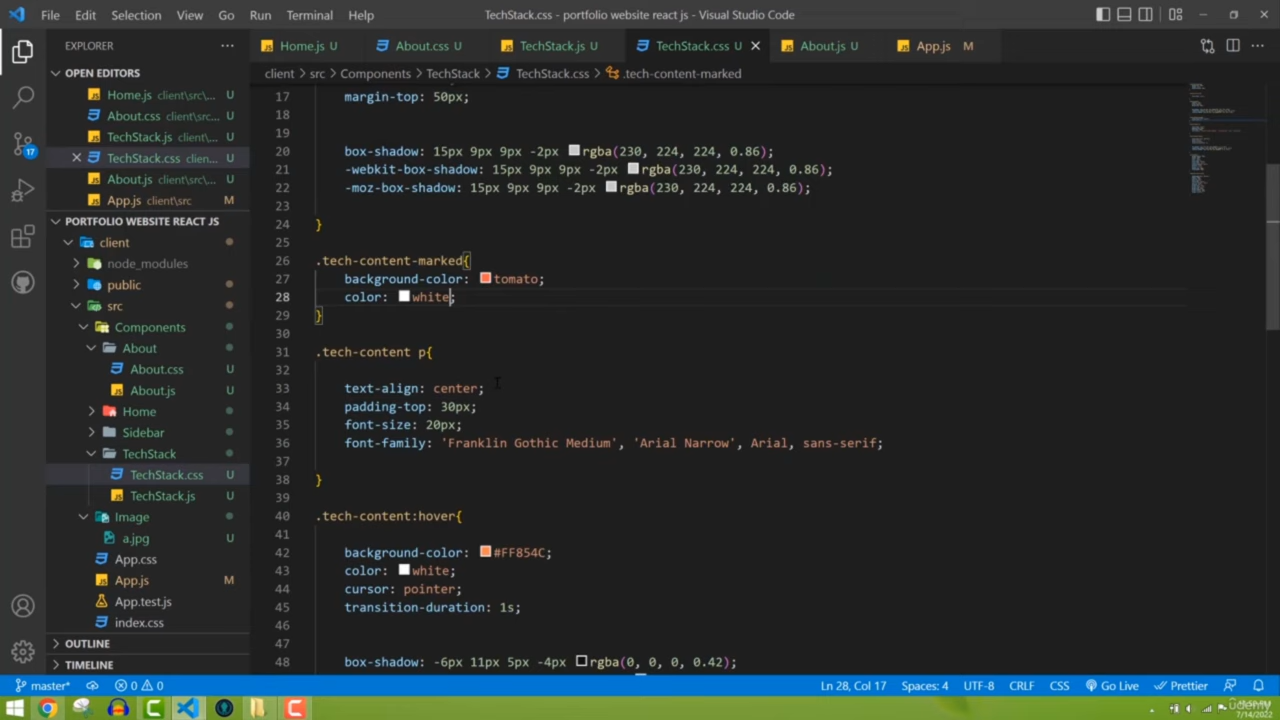 File Edit Selection View Go Run Terminal Help TechStack.css - portfolio website react js - Visual Studio Code
EXPLORER
Home.js U About.css U TechStack.js U TechStack.css U About.js U App.js M
OPEN EDITORS
Home.js client\src\... U
About.css client\src\... U
TechStack.js client\src\... U
TechStack.css clien... U
About.js client\src\... U
App.js client\src M
PORTFOLIO WEBSITE REACT JS
client
node_modules
public
src
Components
About
About.css U
About.js U
Home
Sidebar
TechStack
TechStack.css U
TechStack.js U
Image
a.jpg U
App.css
App.js M
App.test.js
index.css
OUTLINE
TIMELINE
17
client > src > Components > TechStack > TechStack.css > .tech-content-marked
17 margin-top: 50px;
18
19
20 box-shadow: 15px 9px 9px -2px rgba(230, 224, 224, 0.86);
21 -webkit-box-shadow: 15px 9px 9px -2px rgba(230, 224, 224, 0.86);
22 -moz-box-shadow: 15px 9px 9px -2px rgba(230, 224, 224, 0.86);
23
24 }
25
26 .tech-content-marked{
27 background-color: tomato;
28 color: white;
29 }
30
31 .tech-content p{
32
33 text-align: center;
34 padding-top: 30px;
35 font-size: 20px;
36 font-family: 'Franklin Gothic Medium', 'Arial Narrow', Arial, sans-serif;
37
38 }
39
40 .tech-content:hover{
41
42 background-color: #FF854C;
43 color: white;
44 cursor: pointer;
45 transition-duration: 1s;
46
47
48 box-shadow: -6px 11px 5px -4px rgba(0, 0, 0, 0.42);
master* 0 0 Ln 28, Col 17 Spaces: 4 UTF-8 CRLF CSS Go Live Prettier
udemy
7/14/2022